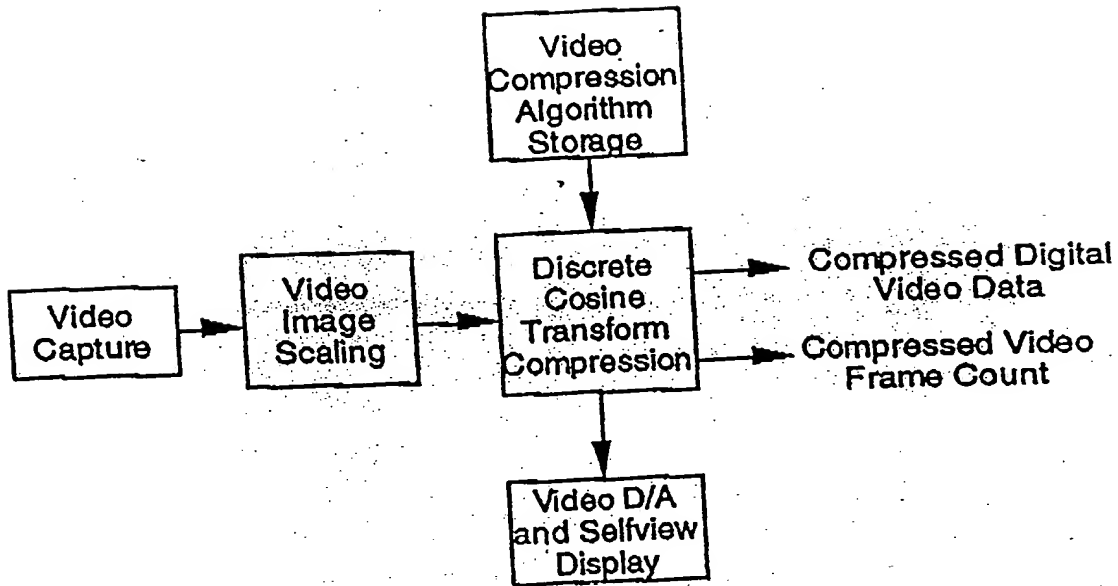 Video
Compression
Algorithm
Storage
Video
Capture
Video
Image
Scaling
Discrete
Cosine
Transform
Compression
Compressed Digital
Video Data
Compressed Video
Frame Count
Video D/A
and Selfview
Display